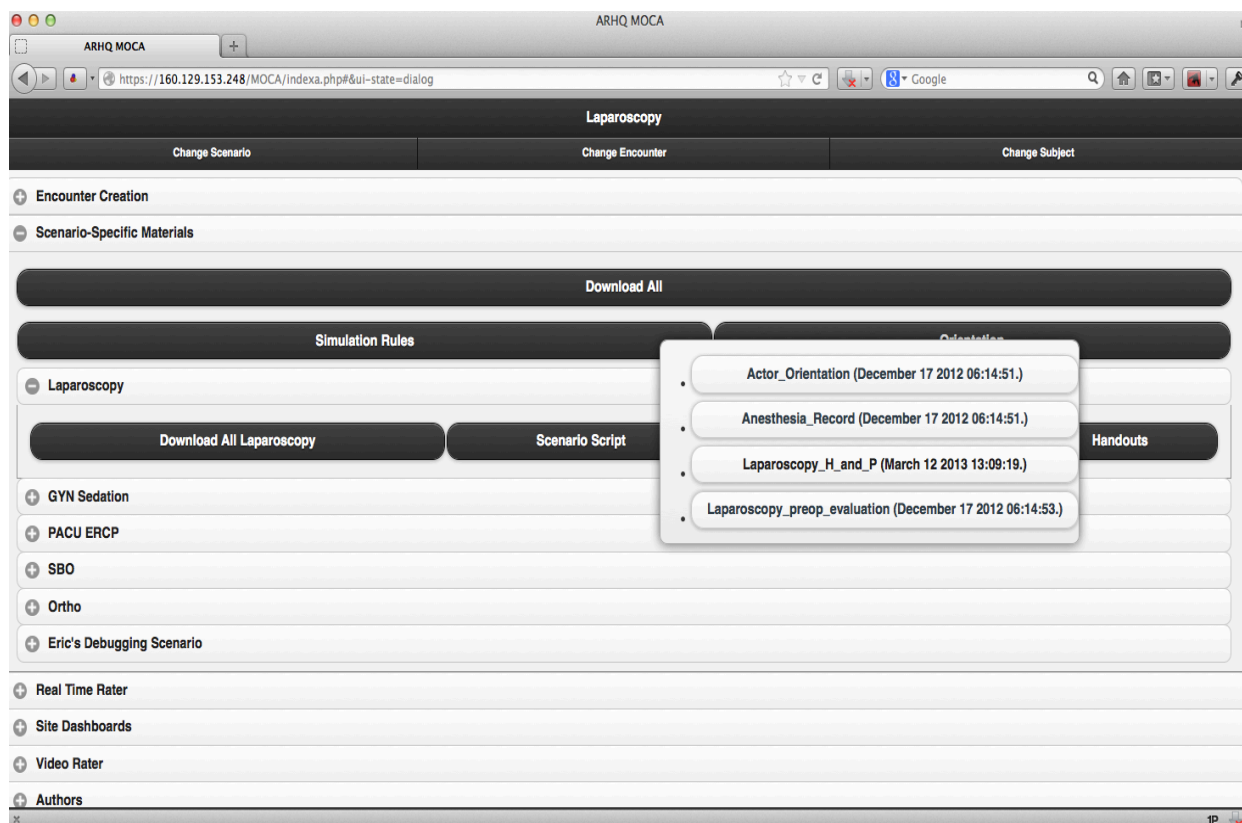 ARHQ MOCA
ARHQ MOCA
https://160.129.153.248/MOCA/indexa.php#&ui-state=dialog
Google
Laparoscopy
Change Scenario Change Encounter Change Subject
Encounter Creation
Scenario-Specific Materials
Download All
Simulation Rules Orientation
Laparoscopy
Actor_Orientation (December 17 2012 06:14:51.)
Anesthesia_Record (December 17 2012 06:14:51.)
Download All Laparoscopy Scenario Script Handouts
Laparoscopy_H_and_P (March 12 2013 13:09:19.)
Laparoscopy_preop_evaluation (December 17 2012 06:14:53.)
GYN Sedation
PACU ERCP
SBO
Ortho
Eric's Debugging Scenario
Real Time Rater
Site Dashboards
Video Rater
Authors
1P